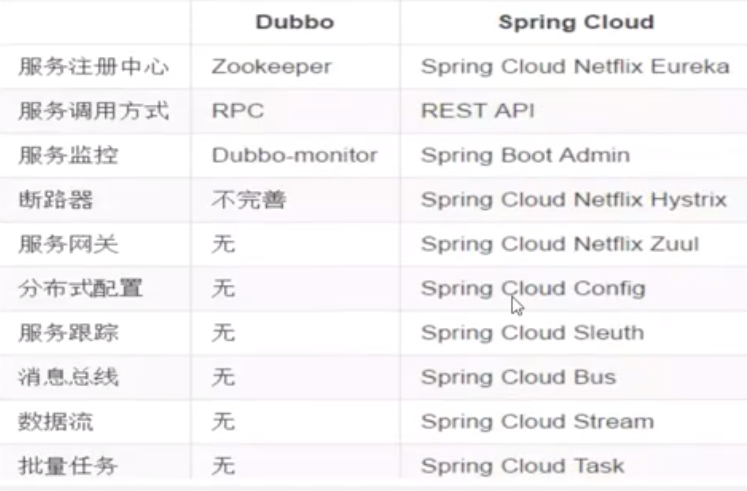 Dubbo Spring Cloud
服务注册中心 Zookeeper Spring Cloud Netflix Eureka
服务调用方式 RPC REST API
服务监控 Dubbo-monitor Spring Boot Admin
断路器 不完善 Spring Cloud Netflix Hystrix
服务网关 无 Spring Cloud Netflix Zuul
分布式配置 无 Spring Cloud Config
服务跟踪 无 Spring Cloud Sleuth
消息总线 无 Spring Cloud Bus
数据流 无 Spring Cloud Stream
批量任务 无 Spring Cloud Task